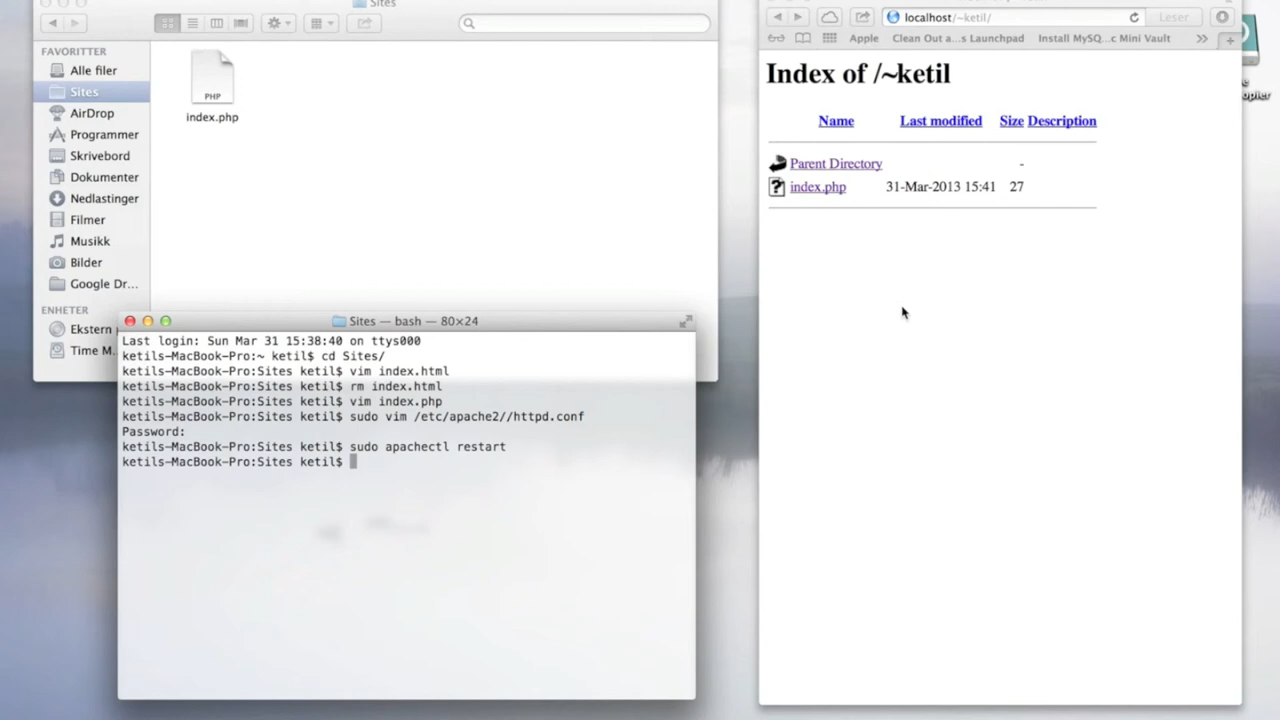 Sites
FAVORITTER
Alle filer
Sites
AirDrop
Programmer
Skrivebord
Dokumenter
Nedlastinger
Filmer
Musikk
Bilder
Google Dr...
ENHETER
Ekstern
Time M.
PHP
index.php
Sites — bash — 80×24
Last login: Sun Mar 31 15:38:40 on ttys000
ketils-MacBook-Pro:~ ketil$ cd Sites/
ketils-MacBook-Pro:Sites ketil$ vim index.html
ketils-MacBook-Pro:Sites ketil$ rm index.html
ketils-MacBook-Pro:Sites ketil$ vim index.php
ketils-MacBook-Pro:Sites ketil$ sudo vim /etc/apache2//httpd.conf
Password:
ketils-MacBook-Pro:Sites ketil$ sudo apachectl restart
ketils-MacBook-Pro:Sites ketil$
localhost/~ketil/
Leser
Apple Clean Out a...s Launchpad Install MySQ...c Mini Vault
Index of /~ketil
Name Last modified Size Description
Parent Directory -
index.php 31-Mar-2013 15:41 27
opier